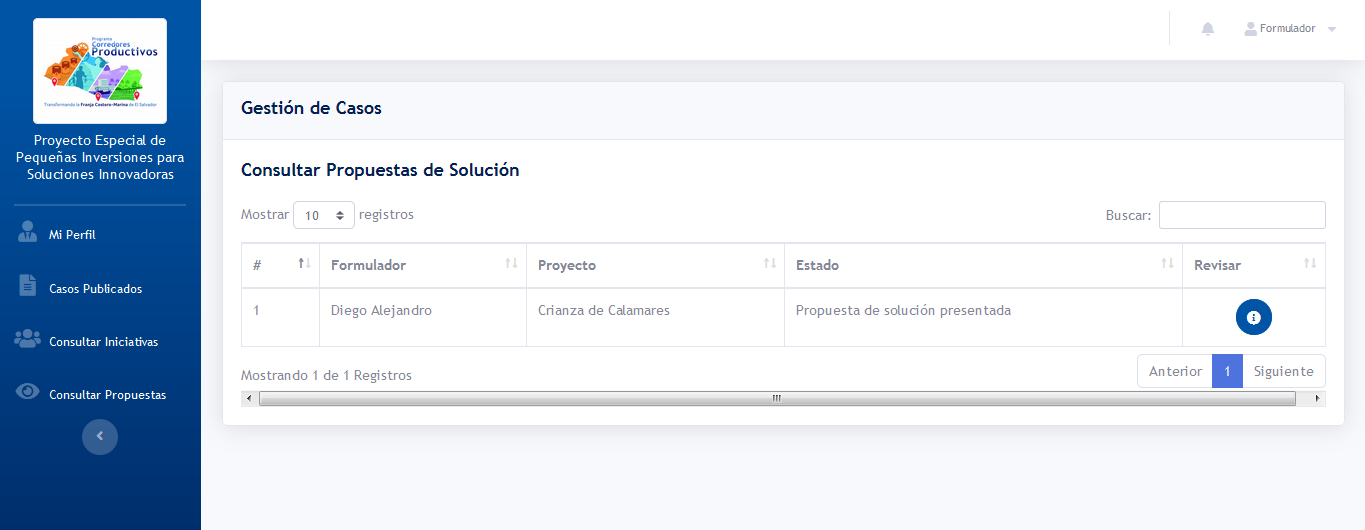 Programa
Corredores
Productivos
Transformando la Franja Costero-Marina de El Salvador
Proyecto Especial de
Pequeñas Inversiones para
Soluciones Innovadoras
Mi Perfil
Casos Publicados
Consultar Iniciativas
Consultar Propuestas
Formulador
Gestión de Casos
Consultar Propuestas de Solución
Mostrar 10 registros
Buscar:
# Formulador Proyecto Estado Revisar
1 Diego Alejandro Crianza de Calamares Propuesta de solución presentada
Mostrando 1 de 1 Registros
Anterior 1 Siguiente